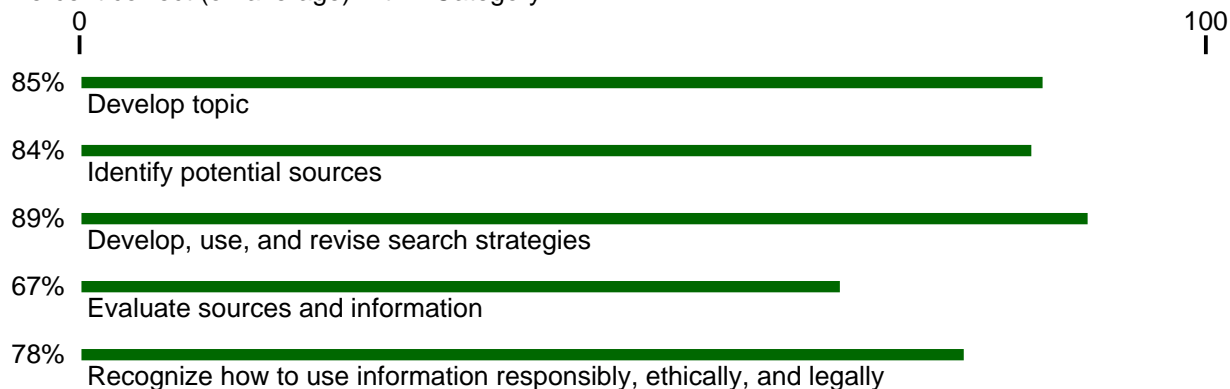 0 100
85%
Develop topic
84%
Identify potential sources
89%
Develop, use, and revise search strategies
67%
Evaluate sources and information
78%
Recognize how to use information responsibly, ethically, and legally